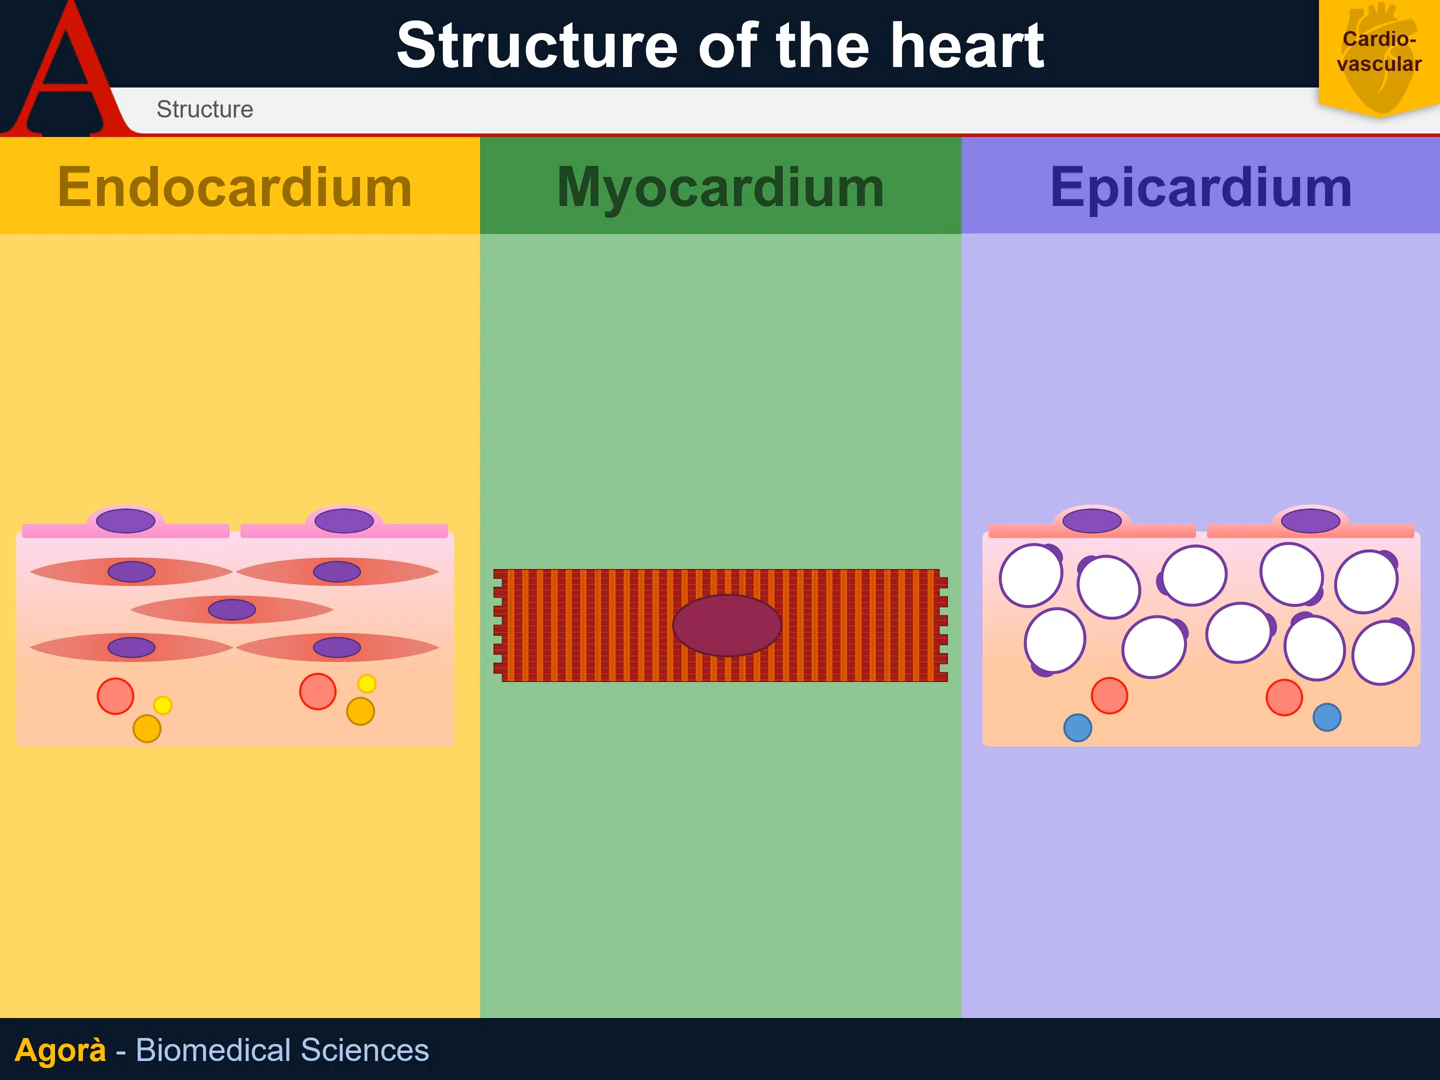 A
Structure of the heart
Cardio-
vascular
Structure
Endocardium
Myocardium
Epicardium
Agorà - Biomedical Sciences